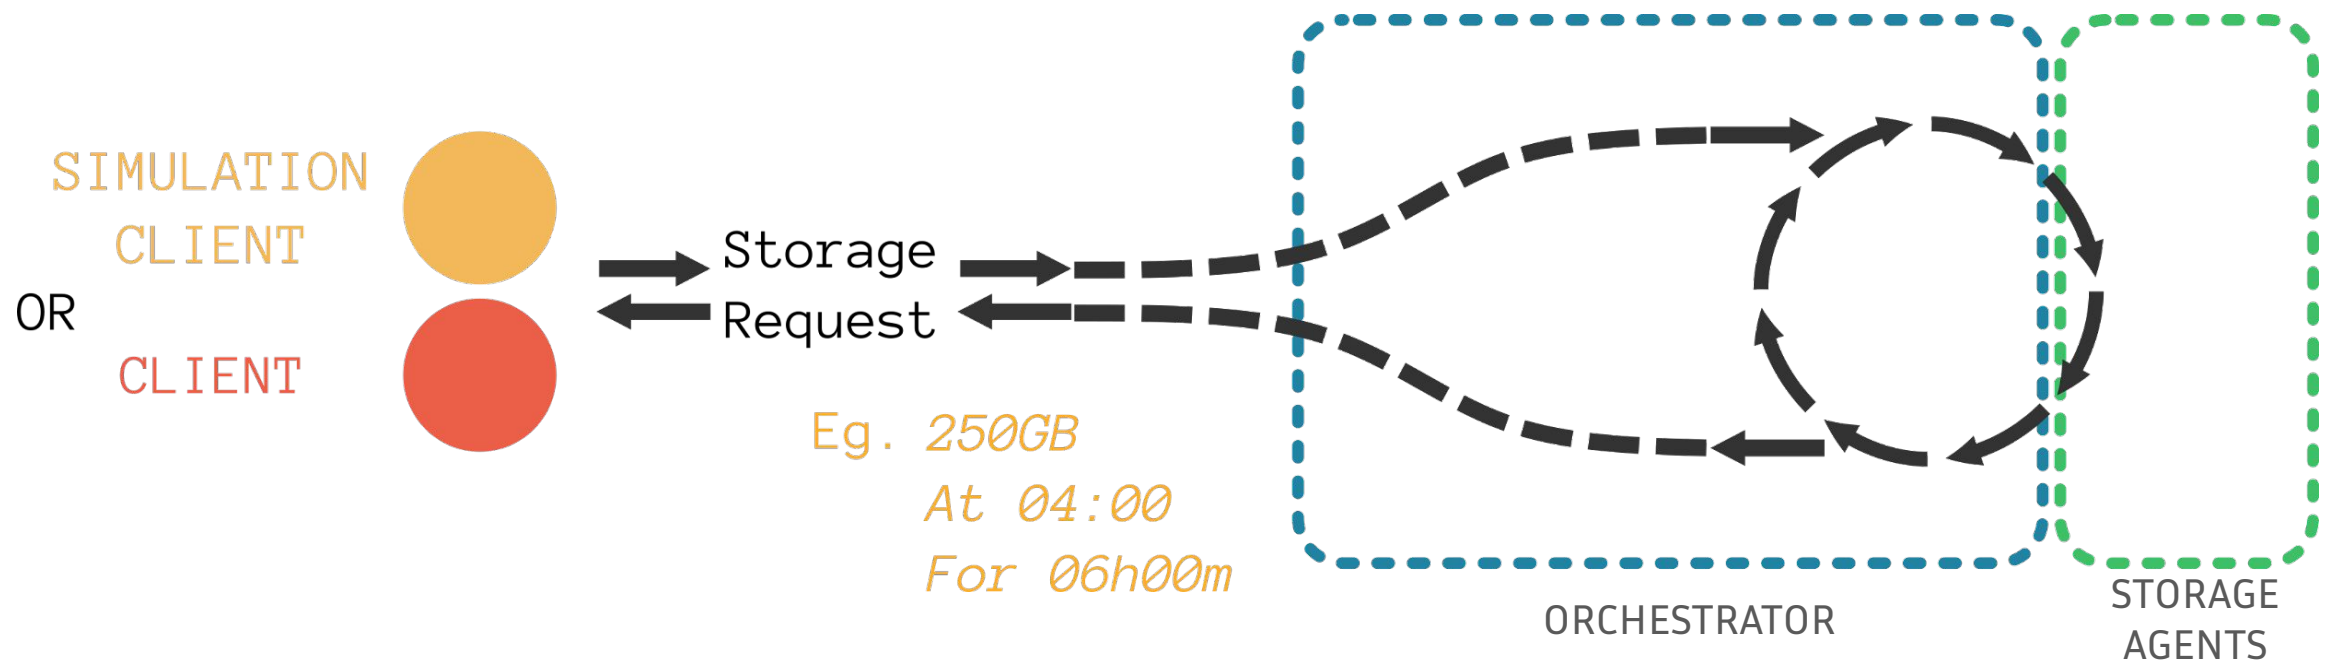 SIMULATION
CLIENT
OR
CLIENT
Storage
Request
Eg. 250GB
At 04:00
For 06h00m
ORCHESTRATOR
STORAGE
AGENTS